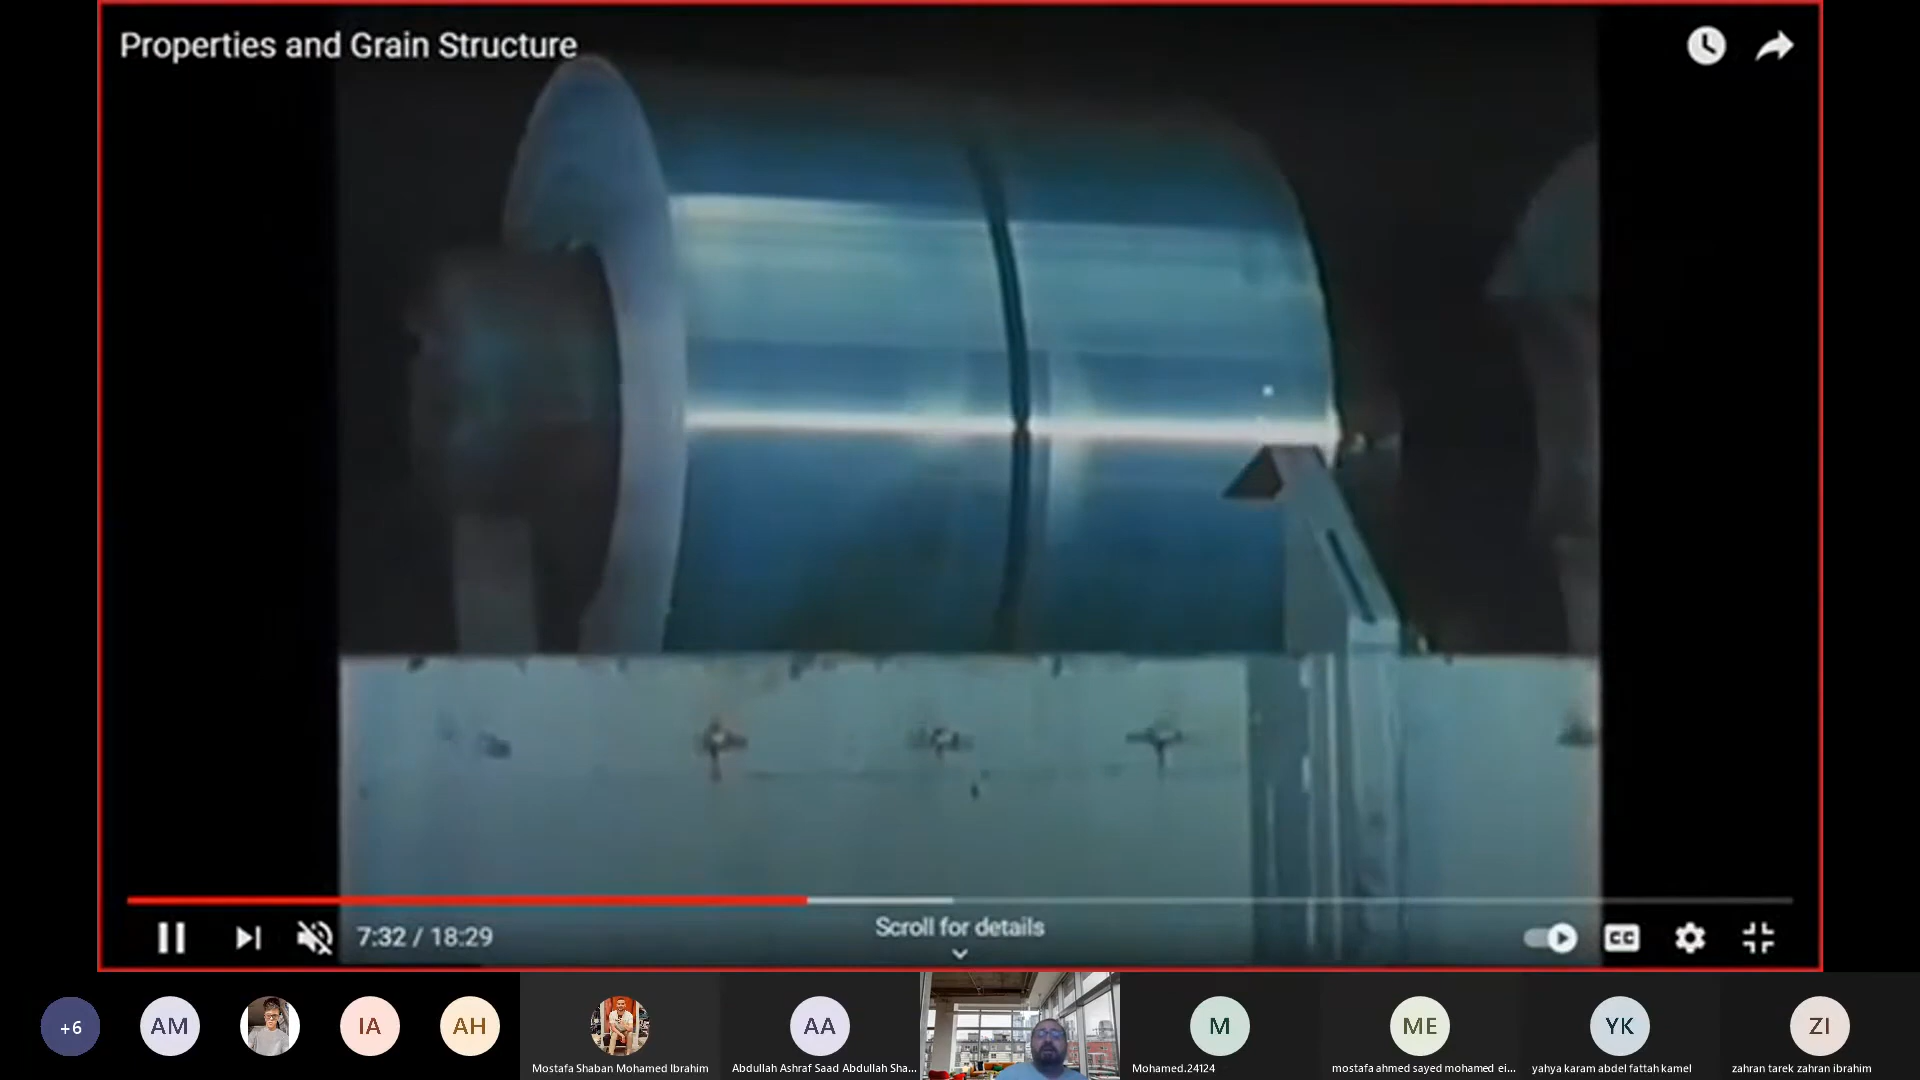 Properties and Grain Structure
7:32 / 18:29
Scroll for details
CC
+6
AM
IA
AH
Mostafa Shaban Mohamed Ibrahim
AA
Abdullah Ashraf Saad Abdullah Sha...
M
Mohamed.24124
ME
mostafa ahmed sayed mohamed ei...
YK
yahya karam abdel fattah kamel
ZI
zahran tarek zahran ibrahim